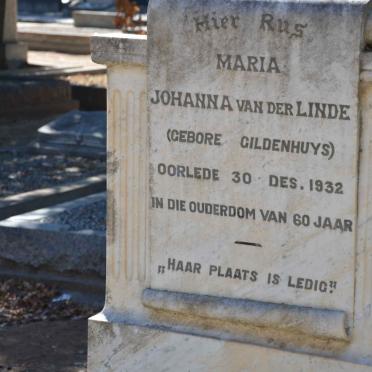 Hier Rus
MARIA
JOHANNA VAN DER LINDE
(GEBORE GILDENHUYS)
OORLEDE 30 DES. 1932
IN DIE OUDERDOM VAN 60 JAAR
„HAAR PLAATS IS LEDIG"